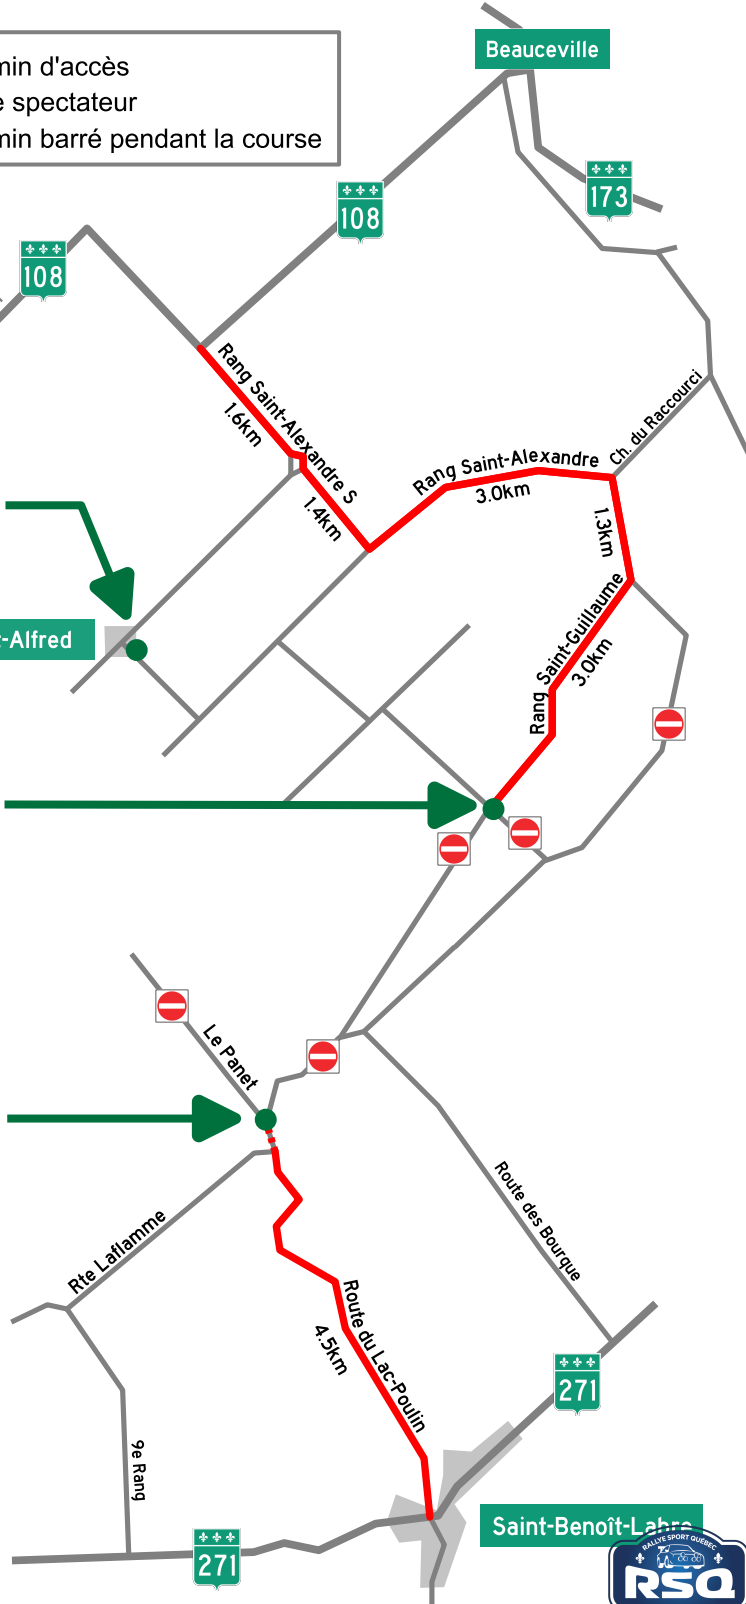 min d'accès
e spectateur
min barré pendant la course
Beauceville
173
108
108
Rang Saint-Alexandre S
1.6km
1.4km
Rang Saint-Alexandre
3.0km
Ch. du Raccourci
1.3km
Rang Saint-Guillaume
3.0km
t-Alfred
Le Panet
Rte Laflamme
Route des Bourque
Route du Lac-Poulin
4.5km
271
9e Rang
271
Saint-Benoît-Labre
RALLYE SPORT QUÉBEC
RSQ